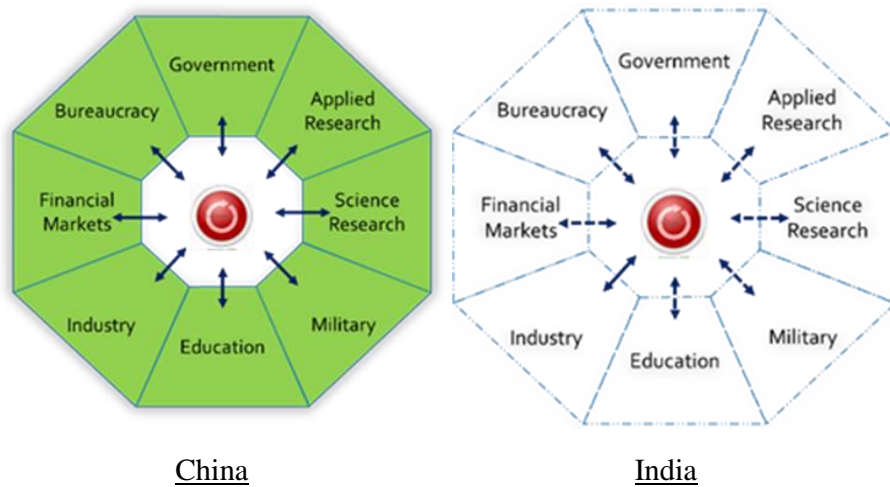 Government
Bureaucracy
Applied
Research
Financial
Markets
Science
Research
Industry
Military
Education
China
Government
Bureaucracy
Applied
Research
Financial
Markets
Science
Research
Industry
Military
Education
India